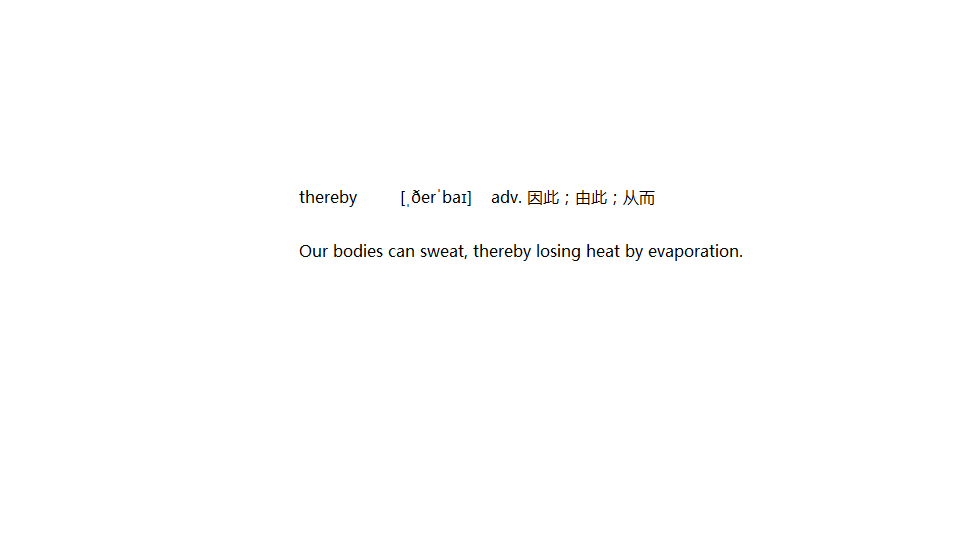 thereby [ˌðerˈbaɪ] adv. 因此；由此；从而
Our bodies can sweat, thereby losing heat by evaporation.